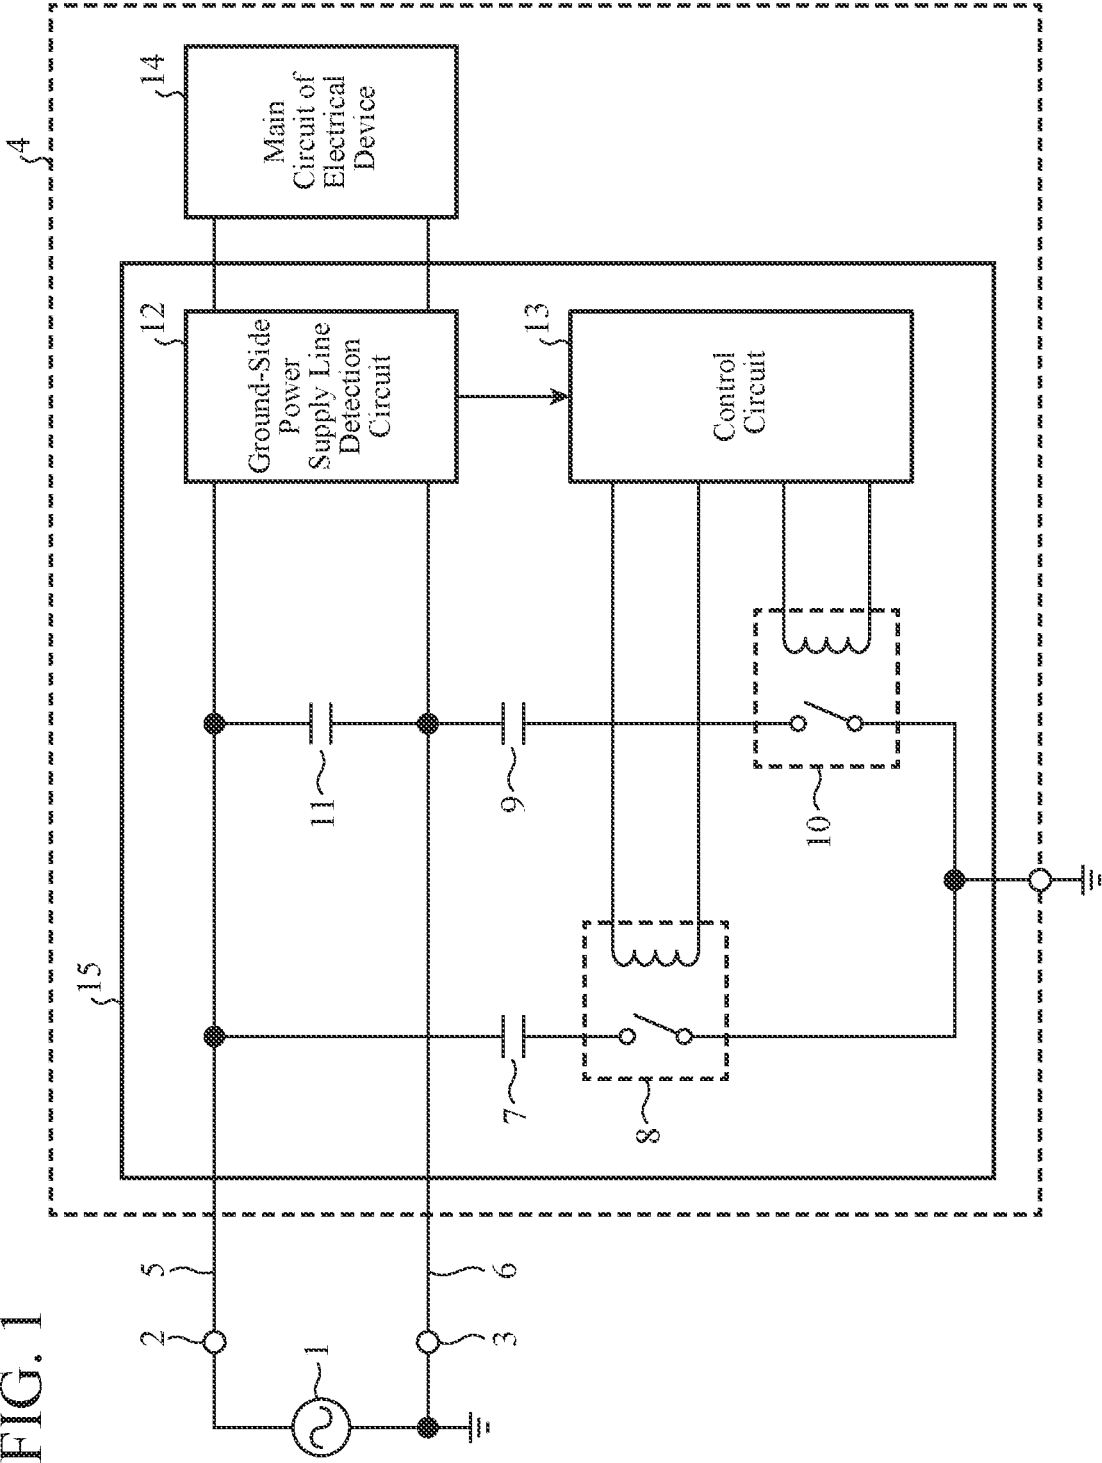 FIG. 1
4
15
14
Main
Circuit of
Electrical
Device
12
Ground-Side
Power
Supply Line
Detection
Circuit
13
Control
Circuit
2
5
1
3
6
11
9
7
10
8